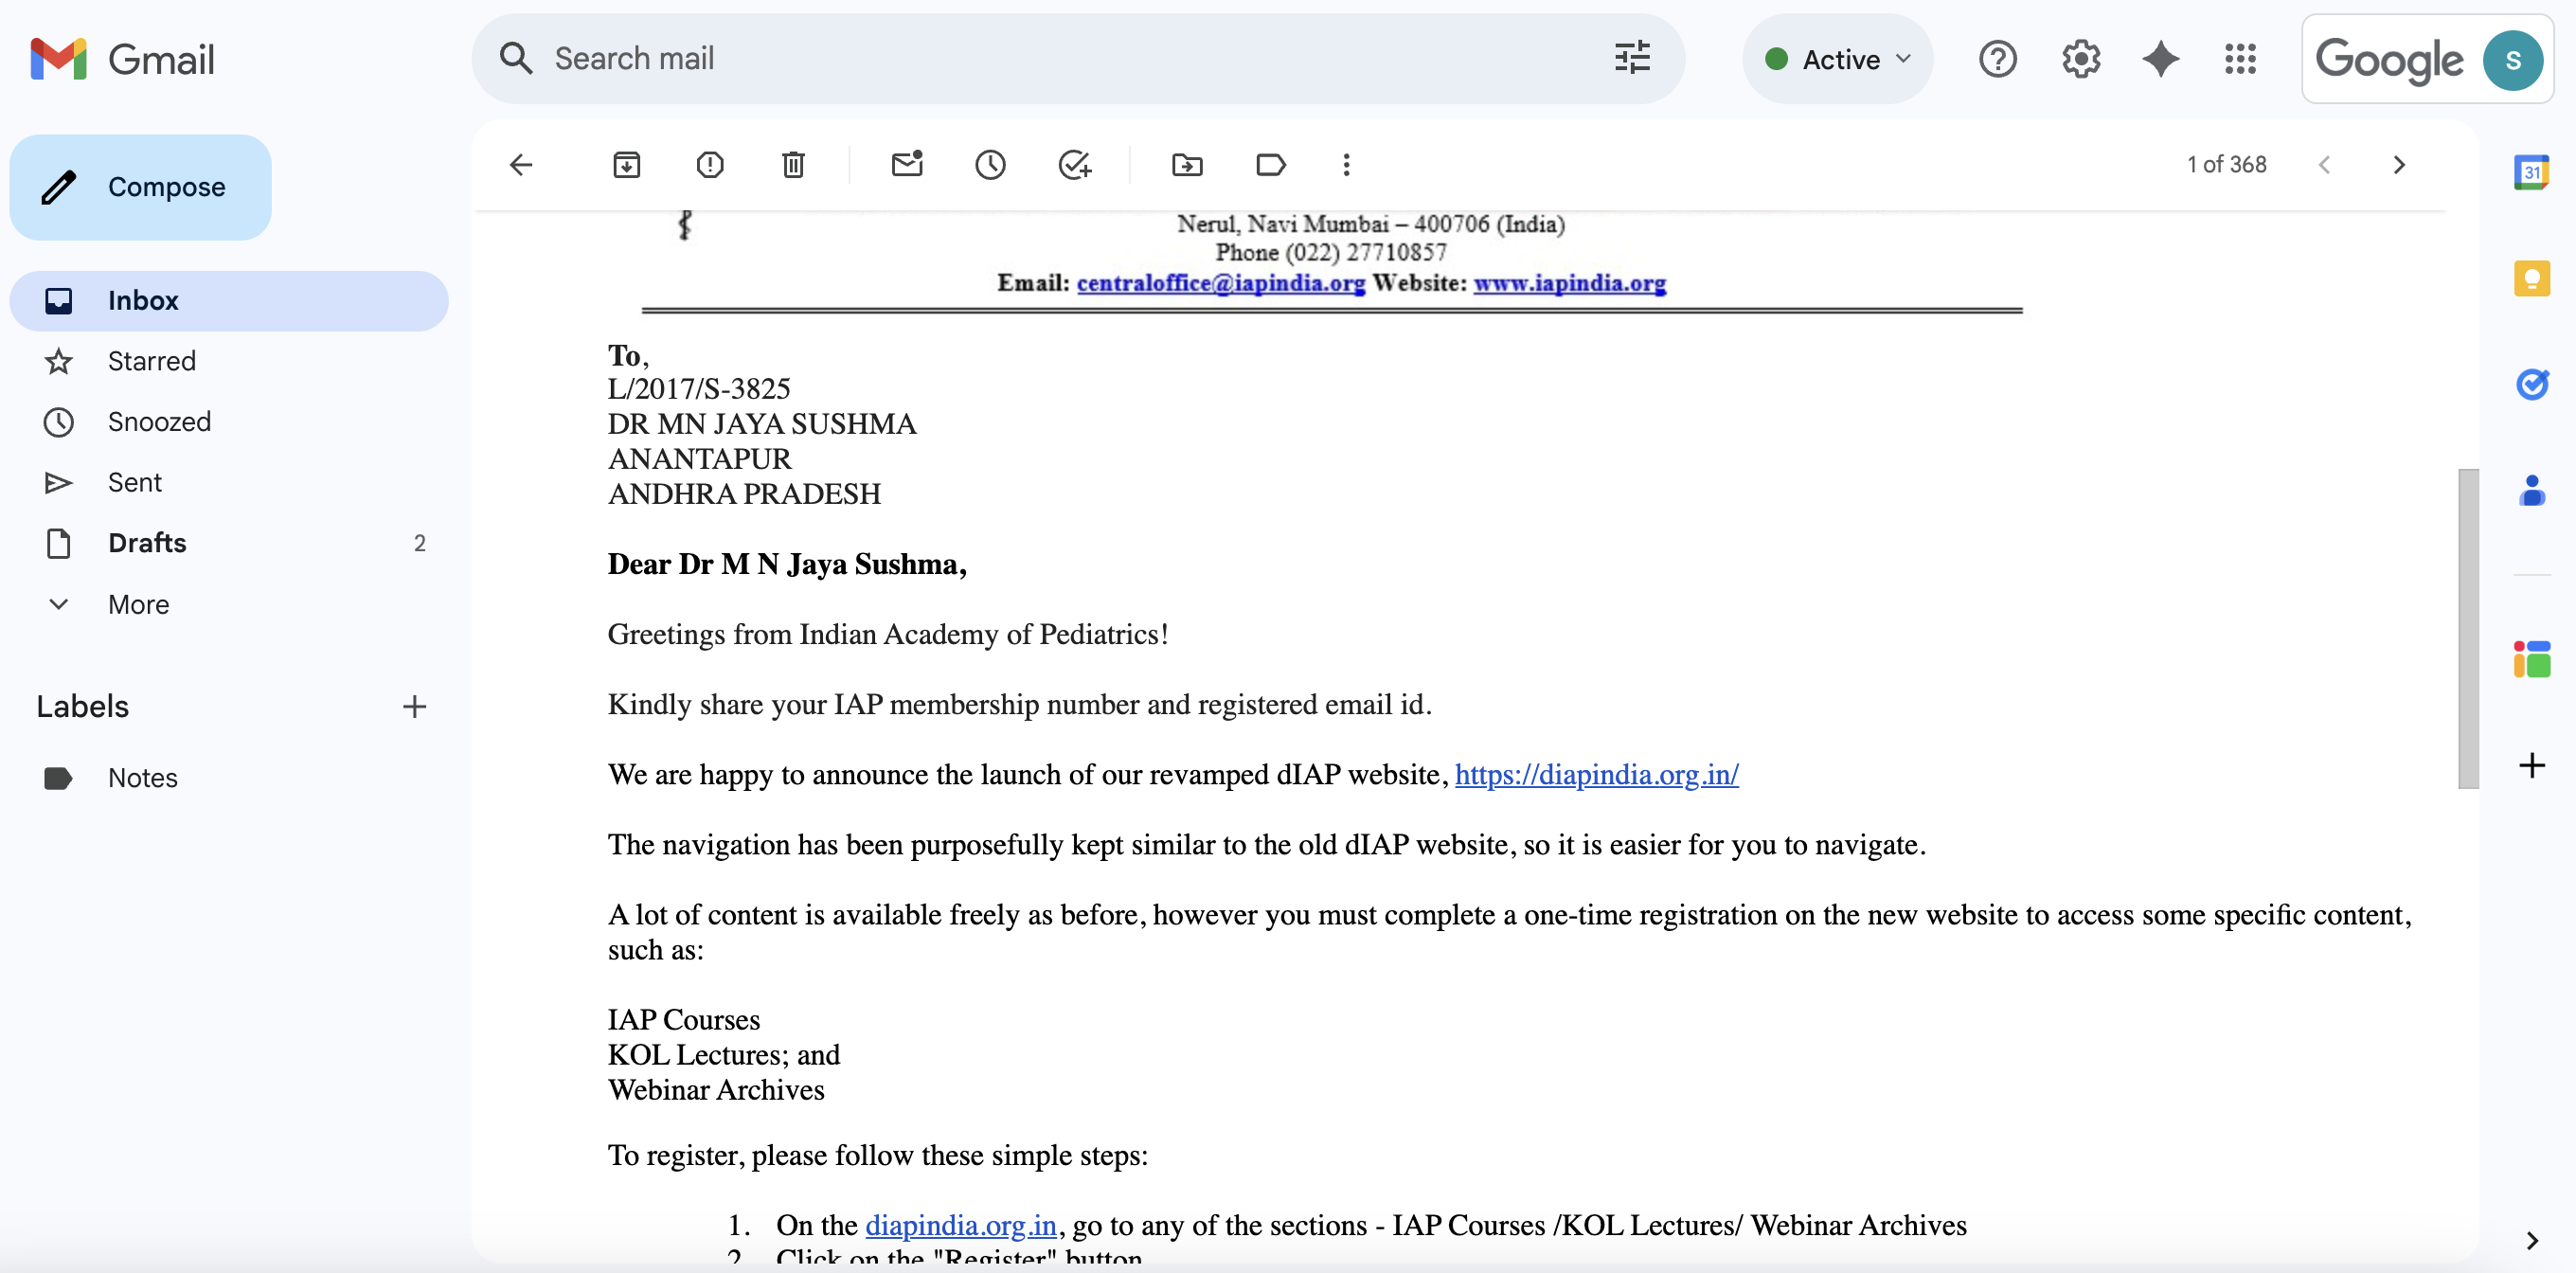 Gmail
Search mail
Active
Google
S
Compose
1 of 368
31
Inbox
Starred
Snoozed
Sent
Drafts 2
More
Labels
Notes
Nerul, Navi Mumbai – 400706 (India)
Phone (022) 27710857
Email: centraloffice@iapindia.org Website: www.iapindia.org
To,
L/2017/S-3825
DR MN JAYA SUSHMA
ANANTAPUR
ANDHRA PRADESH
Dear Dr M N Jaya Sushma,
Greetings from Indian Academy of Pediatrics!
Kindly share your IAP membership number and registered email id.
We are happy to announce the launch of our revamped dIAP website, https://diapindia.org.in/
The navigation has been purposefully kept similar to the old dIAP website, so it is easier for you to navigate.
A lot of content is available freely as before, however you must complete a one-time registration on the new website to access some specific content,
such as:
IAP Courses
KOL Lectures; and
Webinar Archives
To register, please follow these simple steps:
1. On the diapindia.org.in, go to any of the sections - IAP Courses /KOL Lectures/ Webinar Archives
2. Click on the "Register" button